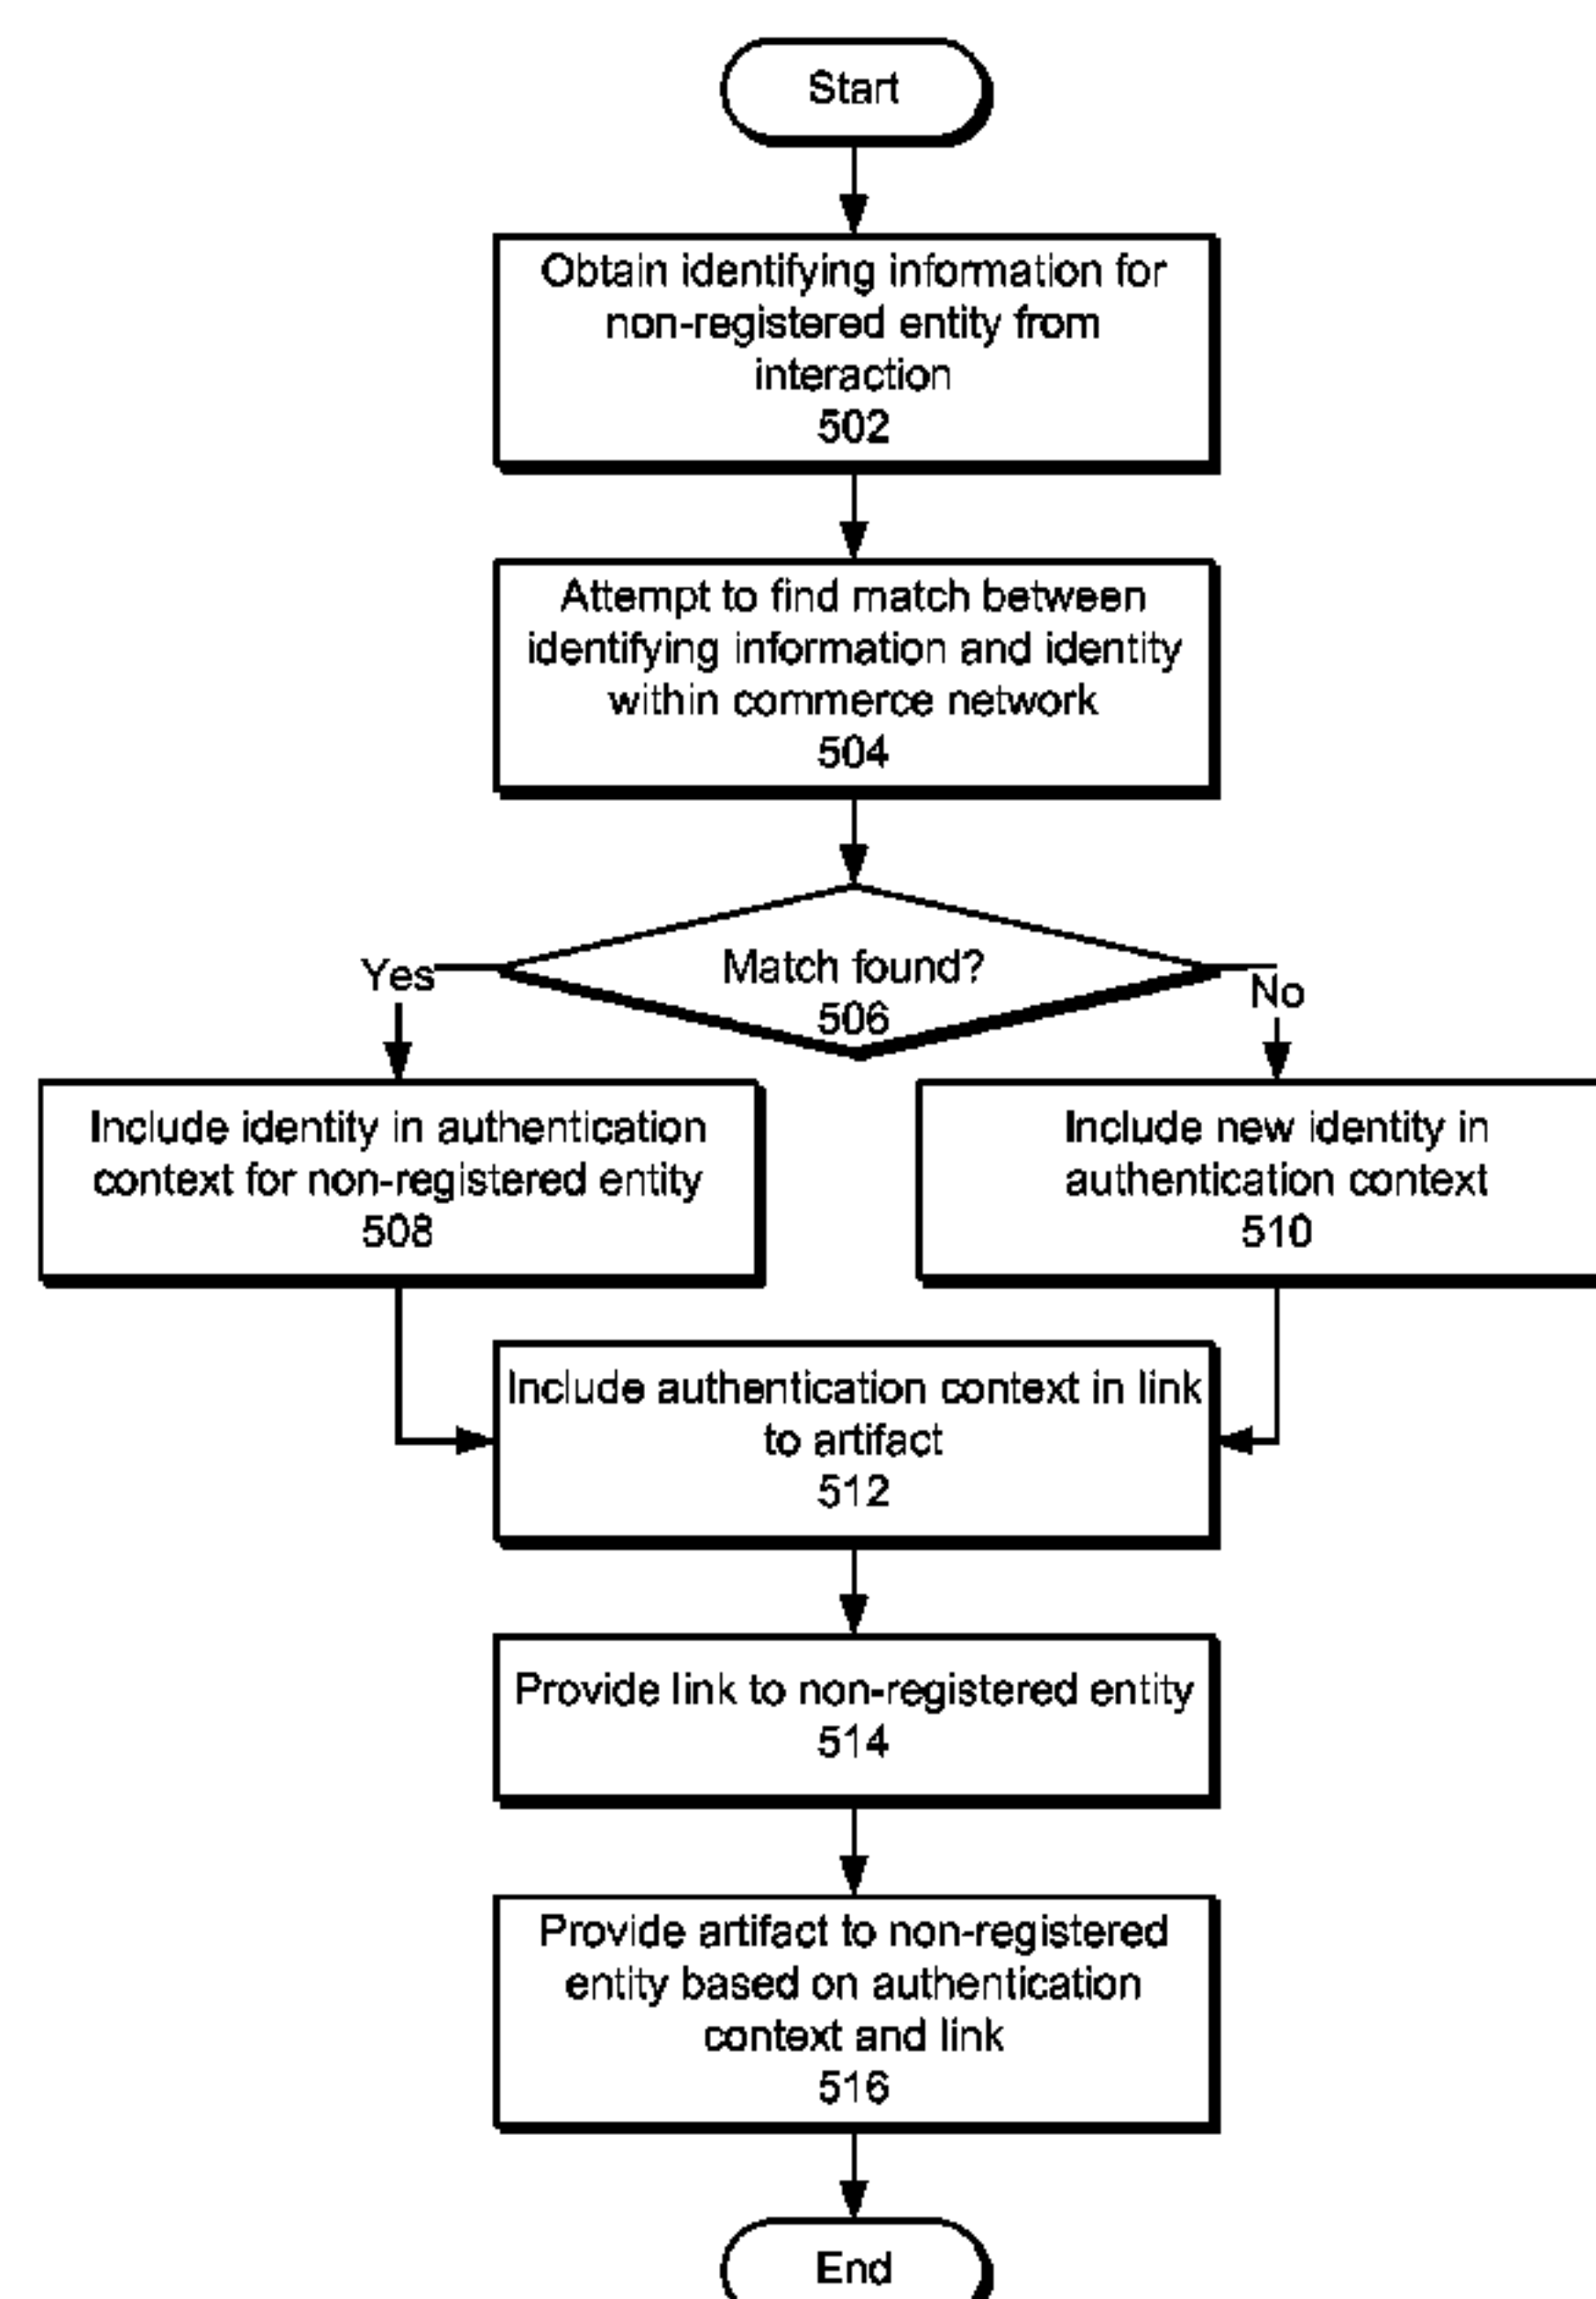 Start
Obtain identifying information for
non-registered entity from
interaction
502
Attempt to find match between
identifying information and identity
within commerce network
504
Match found?
506
Yes
No
Include identity in authentication
context for non-registered entity
508
Include new identity in
authentication context
510
Include authentication context in link
to artifact
512
Provide link to non-registered entity
514
Provide artifact to non-registered
entity based on authentication
context and link
516
End